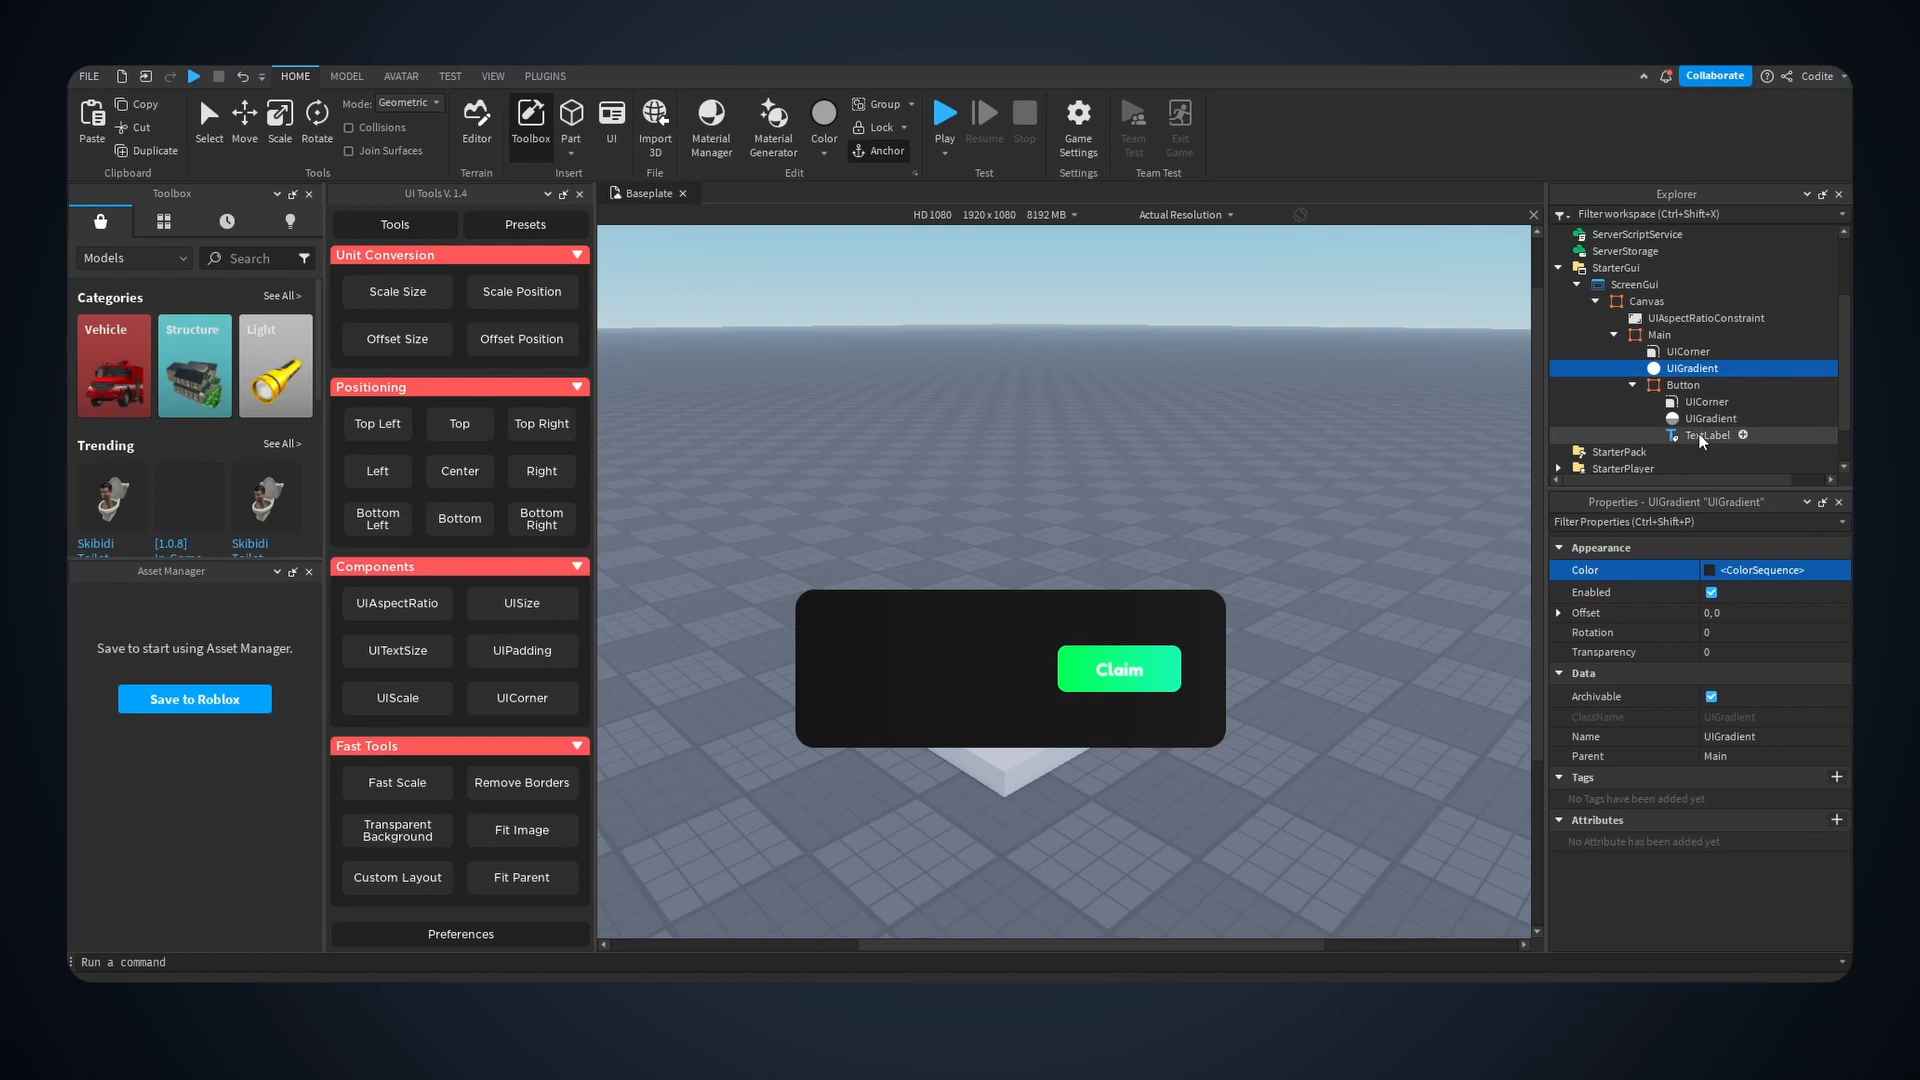 FILE HOME MODEL AVATAR TEST VIEW PLUGINS Collaborate Codite
Paste Copy Cut Duplicate Clipboard
Select Move Scale Rotate Mode: Geometric Collisions Join Surfaces Tools
Editor Terrain
Toolbox Part UI Insert
Import 3D File
Material Manager Material Generator Color Group Lock Anchor Edit
Play Resume Stop Test
Game Settings Settings
Team Test Exit Game Team Test
Toolbox
Models Search
Categories See All >
Vehicle Structure Light
Trending See All >
Skibidi [1.0.8] Skibidi
Asset Manager
Save to start using Asset Manager.
Save to Roblox
UI Tools V. 1.4
Tools Presets
Unit Conversion
Scale Size Scale Position
Offset Size Offset Position
Positioning
Top Left Top Top Right
Left Center Right
Bottom Left Bottom Bottom Right
Components
UIAspectRatio UISize
UITextSize UIPadding
UIScale UICorner
Fast Tools
Fast Scale Remove Borders
Transparent Background Fit Image
Custom Layout Fit Parent
Preferences
Baseplate
HD 1080 1920 x 1080 8192 MB Actual Resolution
Claim
Explorer
Filter workspace (Ctrl+Shift+X)
ServerScriptService
ServerStorage
StarterGui
ScreenGui
Canvas
UIAspectRatioConstraint
Main
UICorner
UIGradient
Button
UICorner
UIGradient
TextLabel
StarterPack
StarterPlayer
Properties - UIGradient "UIGradient"
Filter Properties (Ctrl+Shift+P)
Appearance
Color <ColorSequence>
Enabled
Offset 0, 0
Rotation 0
Transparency 0
Data
Archivable
ClassName UIGradient
Name UIGradient
Parent Main
Tags
No Tags have been added yet
Attributes
No Attribute has been added yet
Run a command